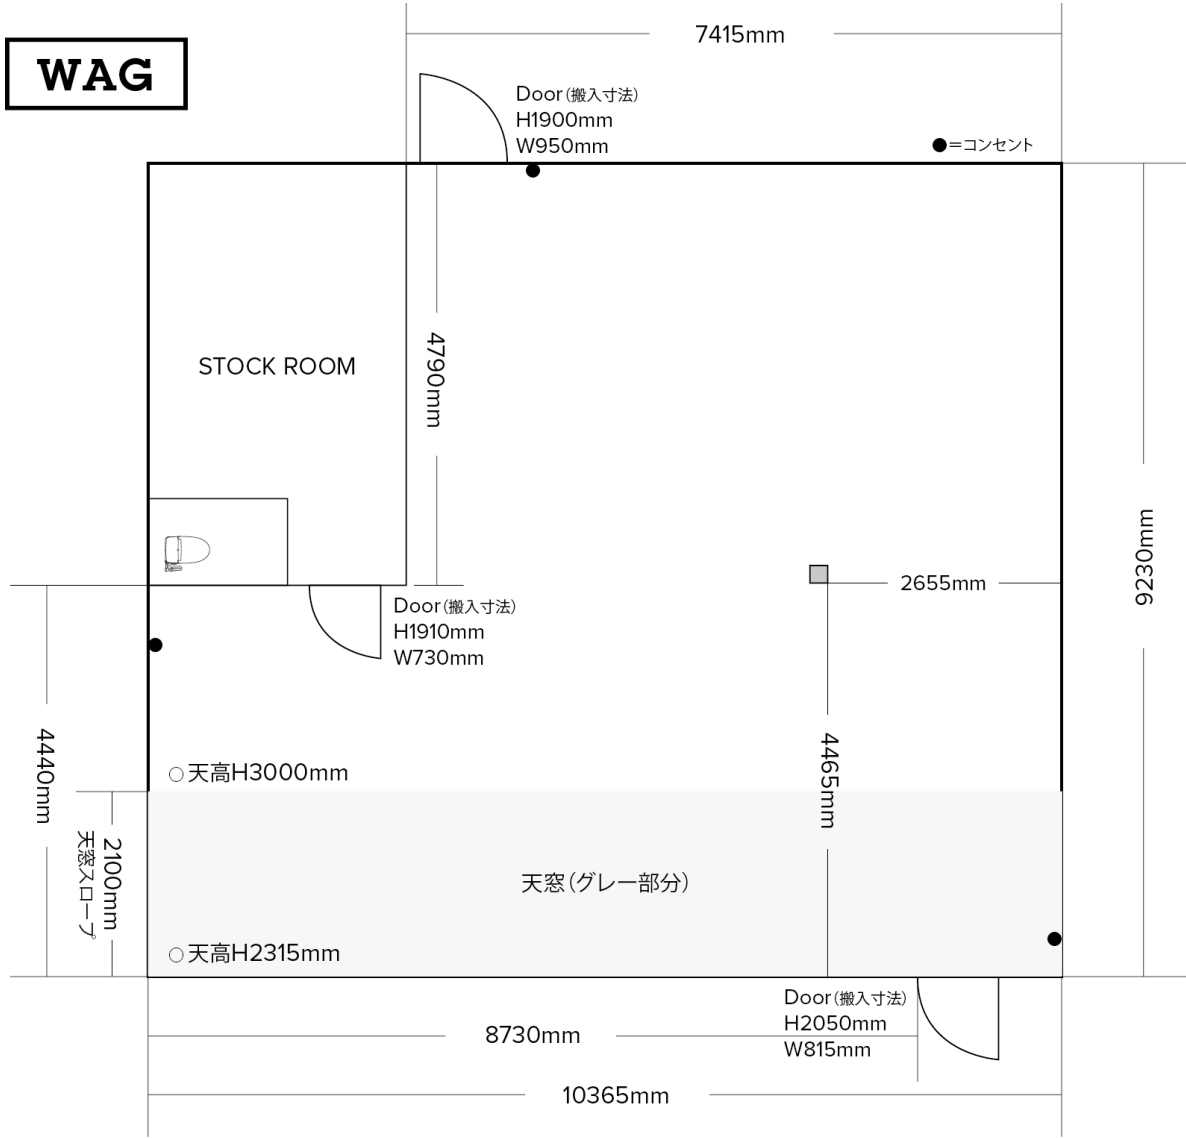 WAG
7415mm
Door（搬入寸法）
H1900mm
W950mm
●＝コンセント
STOCK ROOM
4790mm
2655mm
9230mm
Door（搬入寸法）
H1910mm
W730mm
4440mm
4465mm
○天高H3000mm
2100mm
天窓スロープ
天窓（グレー部分）
○天高H2315mm
Door（搬入寸法）
H2050mm
W815mm
8730mm
10365mm